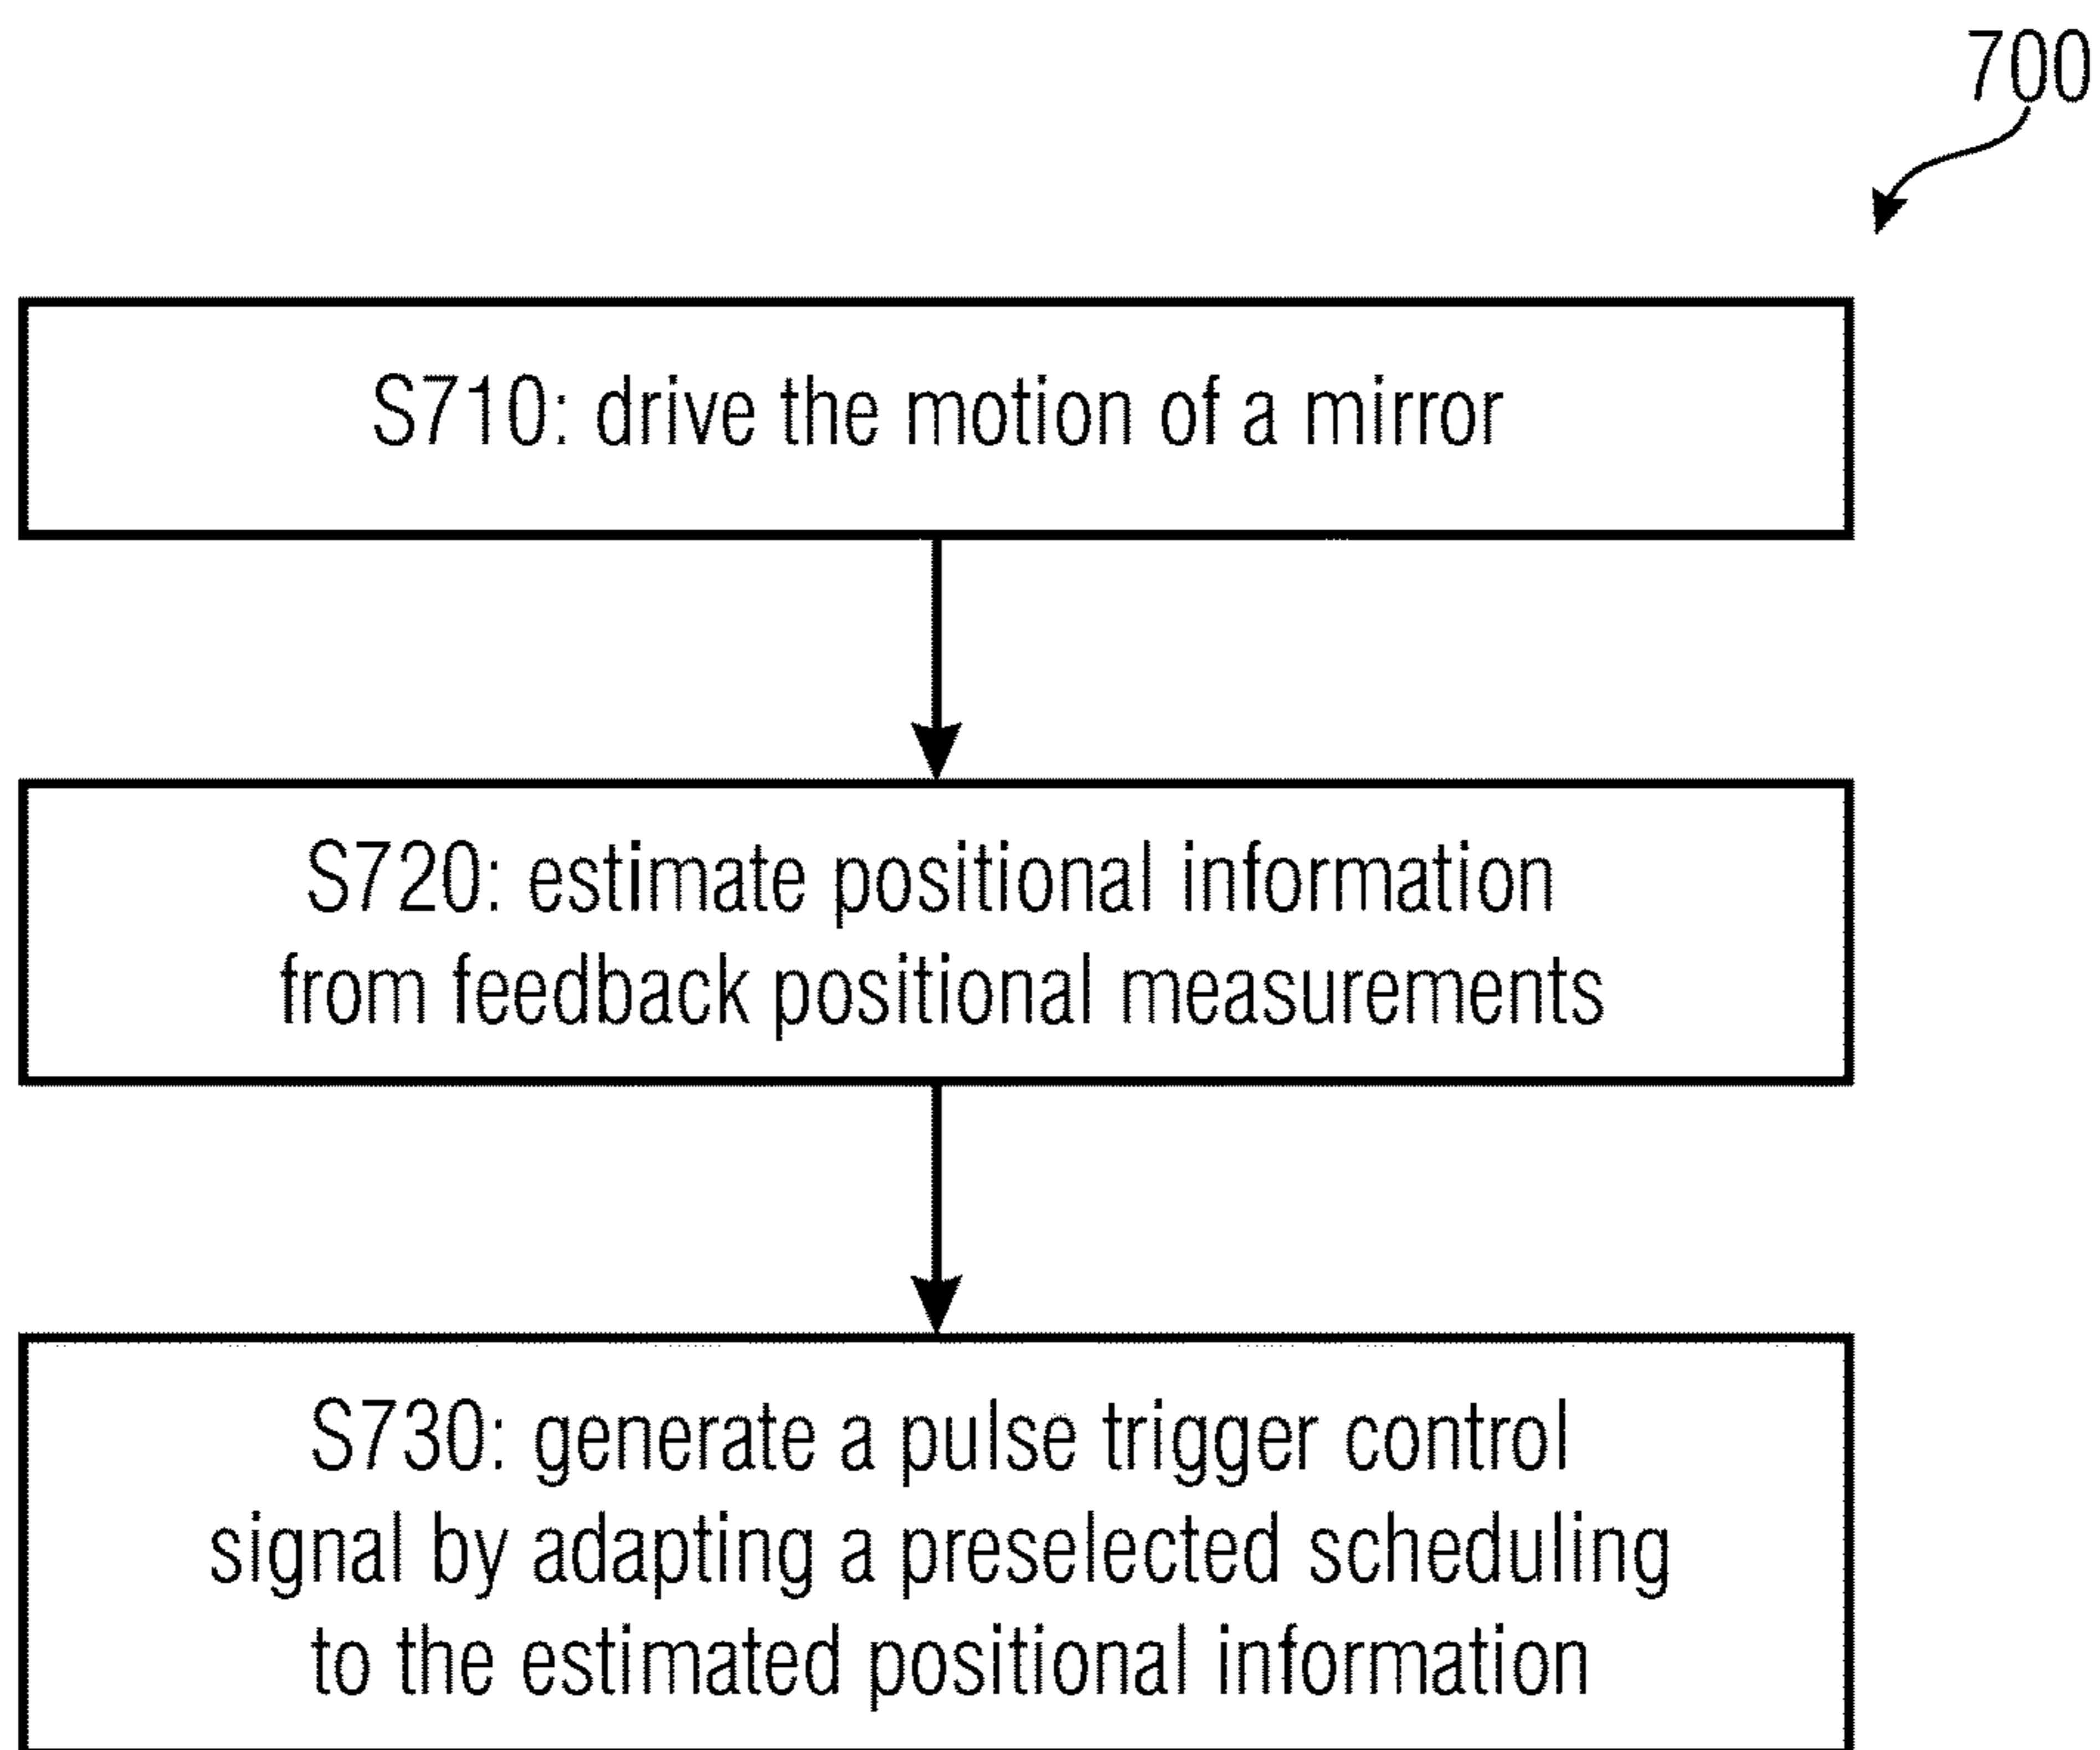 700
S710: drive the motion of a mirror
S720: estimate positional information
from feedback positional measurements
S730: generate a pulse trigger control
signal by adapting a preselected scheduling
to the estimated positional information